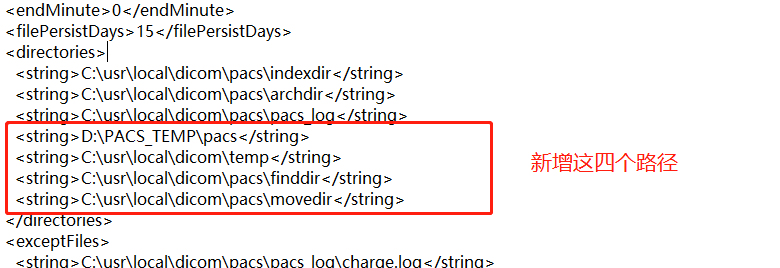 <endMinute>0</endMinute>
<filePersistDays>15</filePersistDays>
<directories>
<string>C:\usr\local\dicom\pacs\indexdir</string>
<string>C:\usr\local\dicom\pacs\archdir</string>
<string>C:\usr\local\dicom\pacs\pacs_log</string>
<string>D:\PACS_TEMP\pacs</string>
<string>C:\usr\local\dicom\temp</string>
<string>C:\usr\local\dicom\pacs\finddir</string>
<string>C:\usr\local\dicom\pacs\movedir</string>
新增这四个路径
</directories>
<exceptFiles>
<string>C:\usr\local\dicom\pacs\pacs_log\charge.log</string>